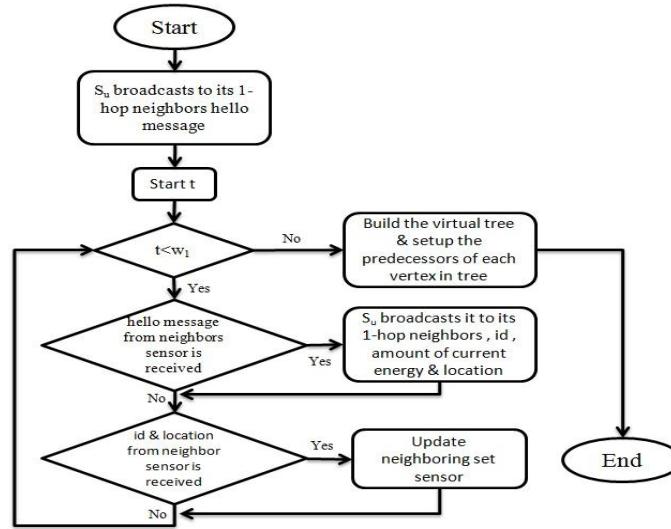 Start
Sᵤ broadcasts to its 1-
hop neighbors hello
message
Start t
t<w₁
No
Build the virtual tree
& setup the
predecessors of each
vertex in tree
Yes
hello message
from neighbors
sensor is
received
Yes
Sᵤ broadcasts it to its
1-hop neighbors , id ,
amount of current
energy & location
No
id & location
from neighbor
sensor is
received
Yes
Update
neighboring set
sensor
No
End